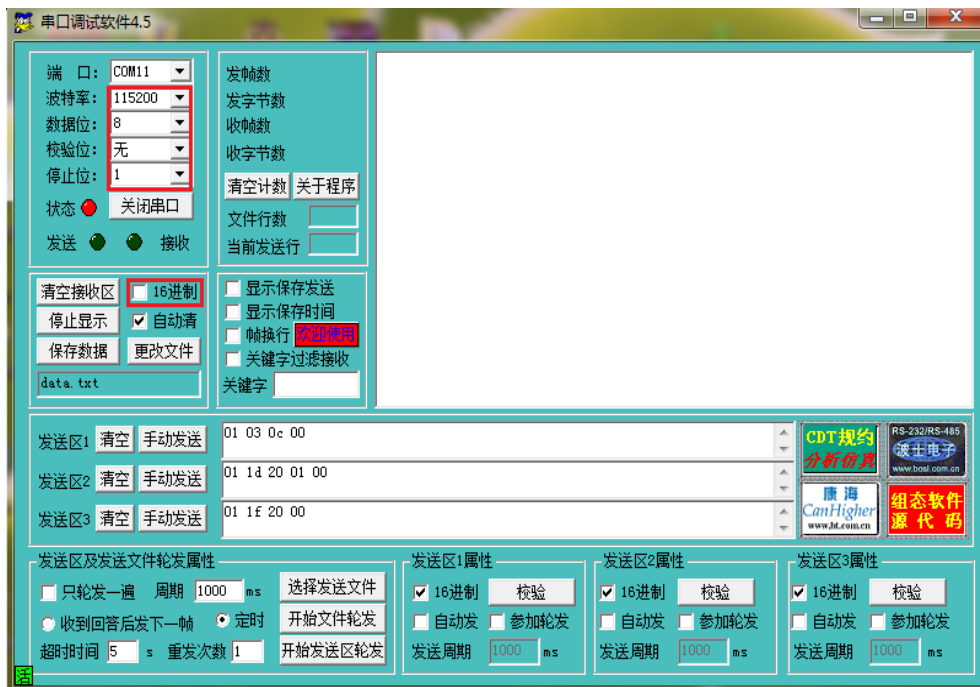 串口调试软件4.5
端 口: COM11
波特率: 115200
数据位: 8
校验位: 无
停止位: 1
状态 关闭串口
发送 接收
发帧数
发字节数
收帧数
收字节数
清空计数 关于程序
文件行数
当前发送行
清空接收区 16进制
停止显示 自动清
保存数据 更改文件
data.txt
显示保存发送
显示保存时间
帧换行 欢迎使用
关键字过滤接收
关键字
发送区1 清空 手动发送 01 03 0c 00
发送区2 清空 手动发送 01 1d 20 01 00
发送区3 清空 手动发送 01 1f 20 00
CDT规约
分析仿真
RS-232/RS-485
波士电子
www.bosi.com.cn
康海
CanHigher
www.ht.com.cn
组态软件
源代码
发送区及发送文件轮发属性
只轮发一遍 周期 1000 ms 选择发送文件
收到回答后发下一帧 定时 开始文件轮发
超时时间 5 s 重发次数 1 开始发送区轮发
发送区1属性
16进制 校验
自动发 参加轮发
发送周期 1000 ms
发送区2属性
16进制 校验
自动发 参加轮发
发送周期 1000 ms
发送区3属性
16进制 校验
自动发 参加轮发
发送周期 1000 ms
活